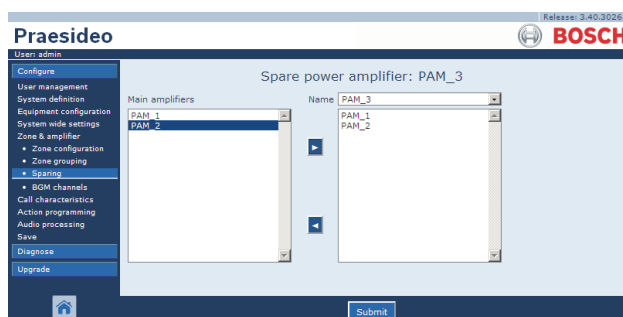 Release: 3.40.3026
Praesideo
BOSCH
User: admin
Configure
User management
System definition
Equipment configuration
System wide settings
Zone & amplifier
• Zone configuration
• Zone grouping
• Sparing
• BGM channels
Call characteristics
Action programming
Audio processing
Save
Diagnose
Upgrade
Spare power amplifier: PAM_3
Main amplifiers
PAM_1
PAM_2
Name PAM_3
PAM_1
PAM_2
Submit